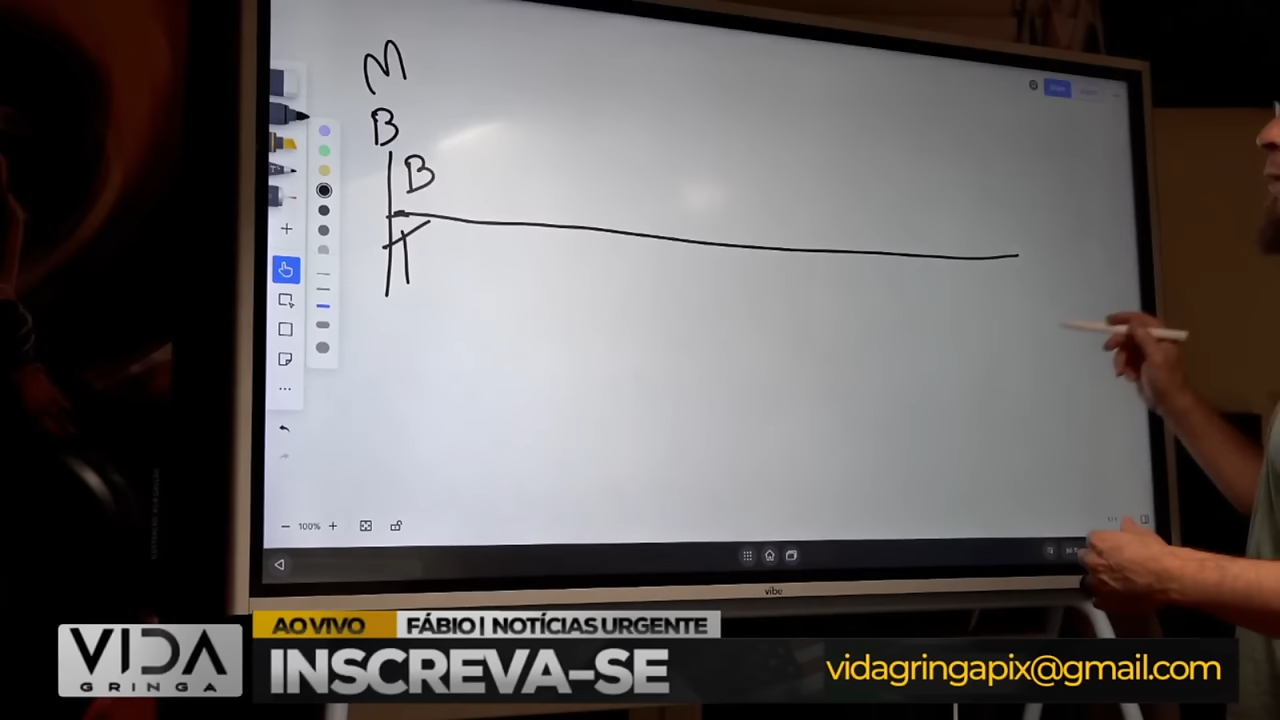 M
B
B
100%
vibe
AO VIVO
FÁBIO | NOTÍCIAS URGENTE
VIDA
GRINGA
INSCREVA-SE
vidagringapix@gmail.com